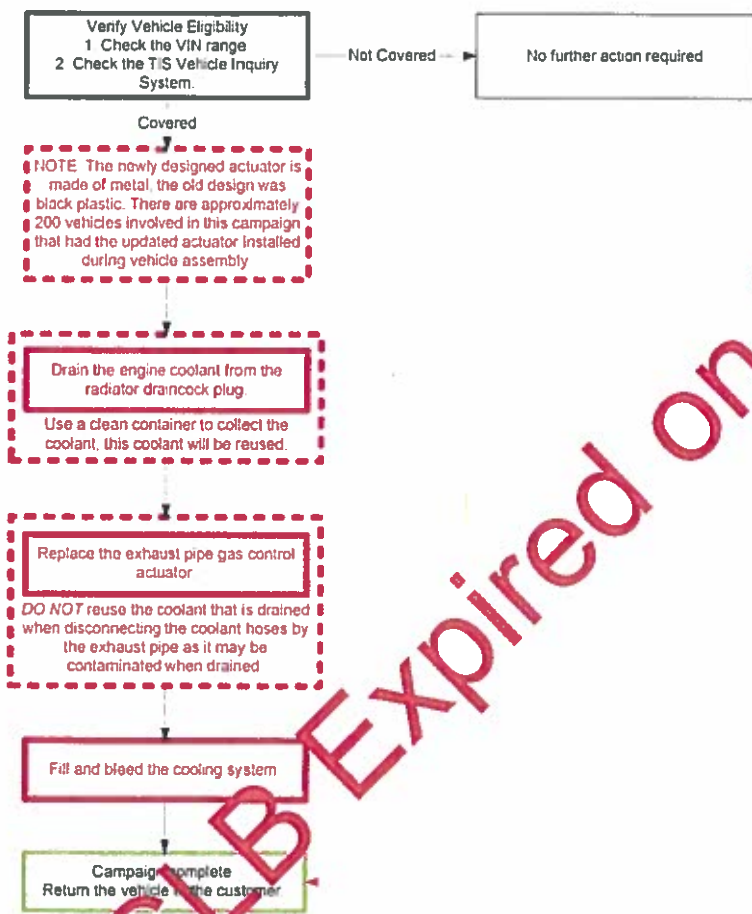 Verify Vehicle Eligibility
1 Check the VIN range
2 Check the TIS Vehicle Inquiry
System.
Not Covered
No further action required
Covered
NOTE The newly designed actuator is
made of metal, the old design was
black plastic. There are approximately
200 vehicles involved in this campaign
that had the updated actuator installed
during vehicle assembly
Drain the engine coolant from the
radiator draincock plug.
Use a clean container to collect the
coolant, this coolant will be reused.
Replace the exhaust pipe gas control
actuator
DO NOT reuse the coolant that is drained
when disconnecting the coolant hoses by
the exhaust pipe as it may be
contaminated when drained
Fill and bleed the cooling system
Campaign Complete
Return the vehicle to the customer
B Expired on